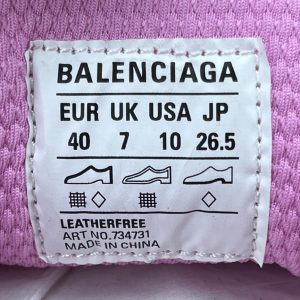 BALENCIAGA
EUR UK USA JP
40 7 10 26.5
LEATHERFREE
ART NO.734731
MADE IN CHINA